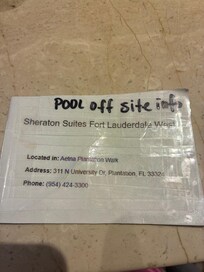 POOL off site info
Sheraton Suites Fort Lauderdale West
Located in: Aetna Plantation Walk
Address: 311 N University Dr, Plantation, FL
Phone: (954) 424-3300